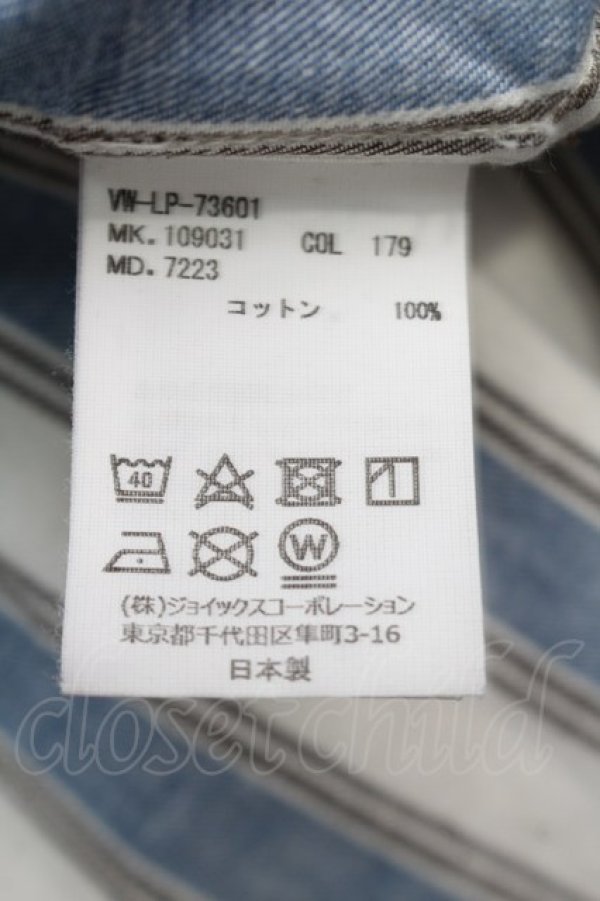 VW-LP-73601
MK. 109031 COL 179
MD. 7223
コットン 100%
40
W
(株)ジョイックスコーポレーション
東京都千代田区隼町3-16
日本製
closet child